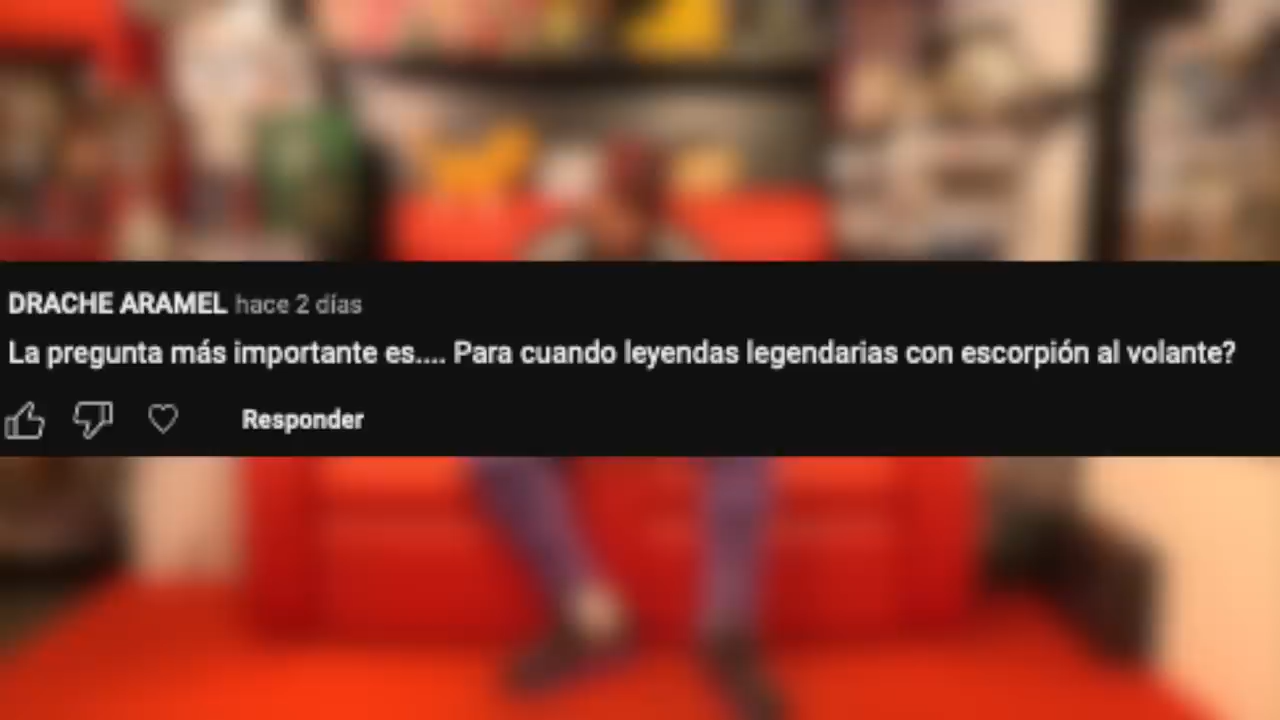 DRACHE ARAMEL hace 2 días
La pregunta más importante es.... Para cuando leyendas legendarias con escorpión al volante?
Responder